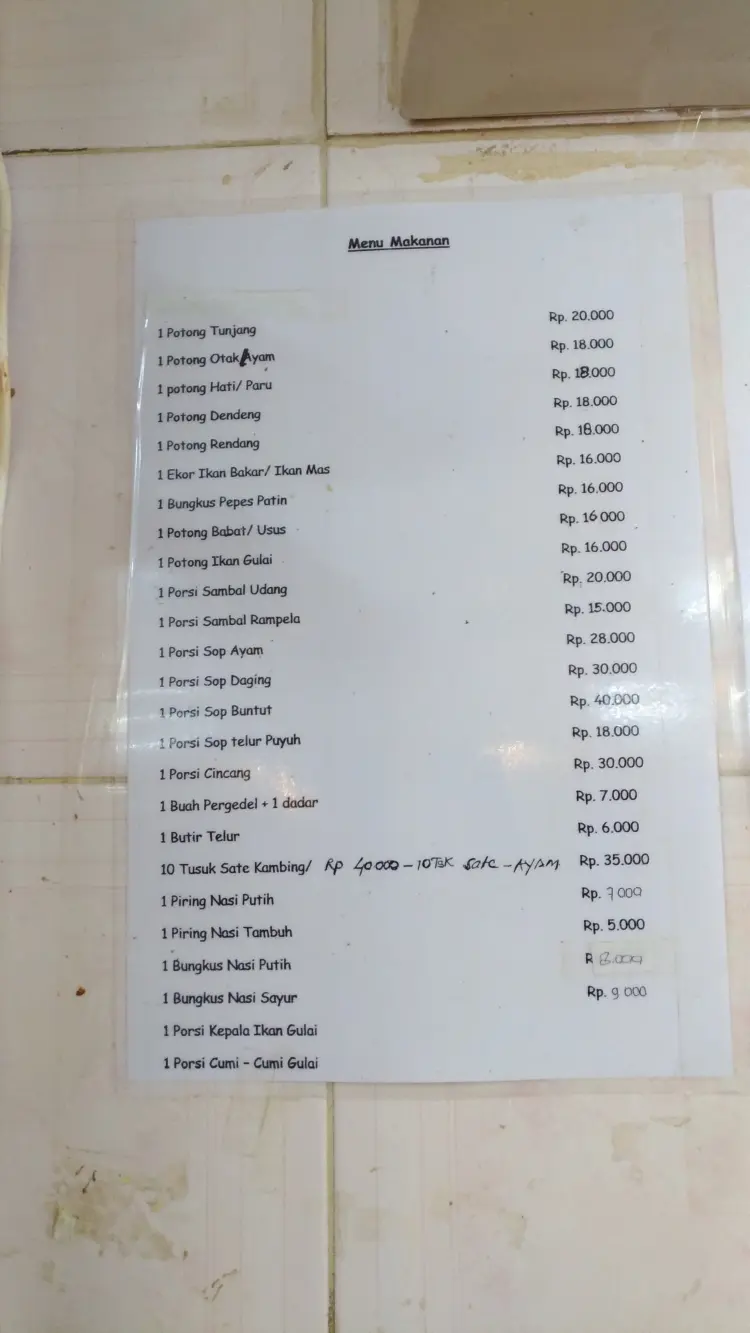 Menu Makanan
1 Potong Tunjang Rp. 20.000
1 Potong Otak/Ayam Rp. 18.000
1 potong Hati/ Paru Rp. 18.000
1 Potong Dendeng Rp. 18.000
1 Potong Rendang Rp. 18.000
1 Ekor Ikan Bakar/ Ikan Mas Rp. 16.000
1 Bungkus Pepes Patin Rp. 16.000
1 Potong Babat/ Usus Rp. 16 000
1 Potong Ikan Gulai Rp. 16.000
1 Porsi Sambal Udang Rp. 20.000
1 Porsi Sambal Rampela Rp. 15.000
1 Porsi Sop Ayam Rp. 28.000
1 Porsi Sop Daging Rp. 30.000
1 Porsi Sop Buntut Rp. 40.000
1 Porsi Sop telur Puyuh Rp. 18.000
1 Porsi Cincang Rp. 30.000
1 Buah Pergedel + 1 dadar Rp. 7.000
1 Butir Telur Rp. 6.000
10 Tusuk Sate Kambing/ Rp 40000 - 10 Tsk Sate - AYAM Rp. 35.000
1 Piring Nasi Putih Rp. 7 000
1 Piring Nasi Tambuh Rp. 5.000
1 Bungkus Nasi Putih R 8.000
1 Bungkus Nasi Sayur Rp. 9 000
1 Porsi Kepala Ikan Gulai
1 Porsi Cumi - Cumi Gulai